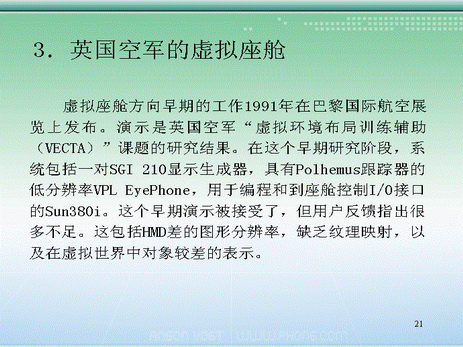 3．英国空军的虚拟座舱
虚拟座舱方向早期的工作1991年在巴黎国际航空展
览上发布。演示是英国空军“虚拟环境布局训练辅助
（VECTA）”课题的研究结果。在这个早期研究阶段，系
统包括一对SGI 210显示生成器，具有Polhemus跟踪器的
低分辨率VPL EyePhone，用于编程和到座舱控制I/O接口
的Sun380i。这个早期演示被接受了，但用户反馈指出很
多不足。这包括HMD差的图形分辨率，缺乏纹理映射，以
及在虚拟世界中对象较差的表示。
21